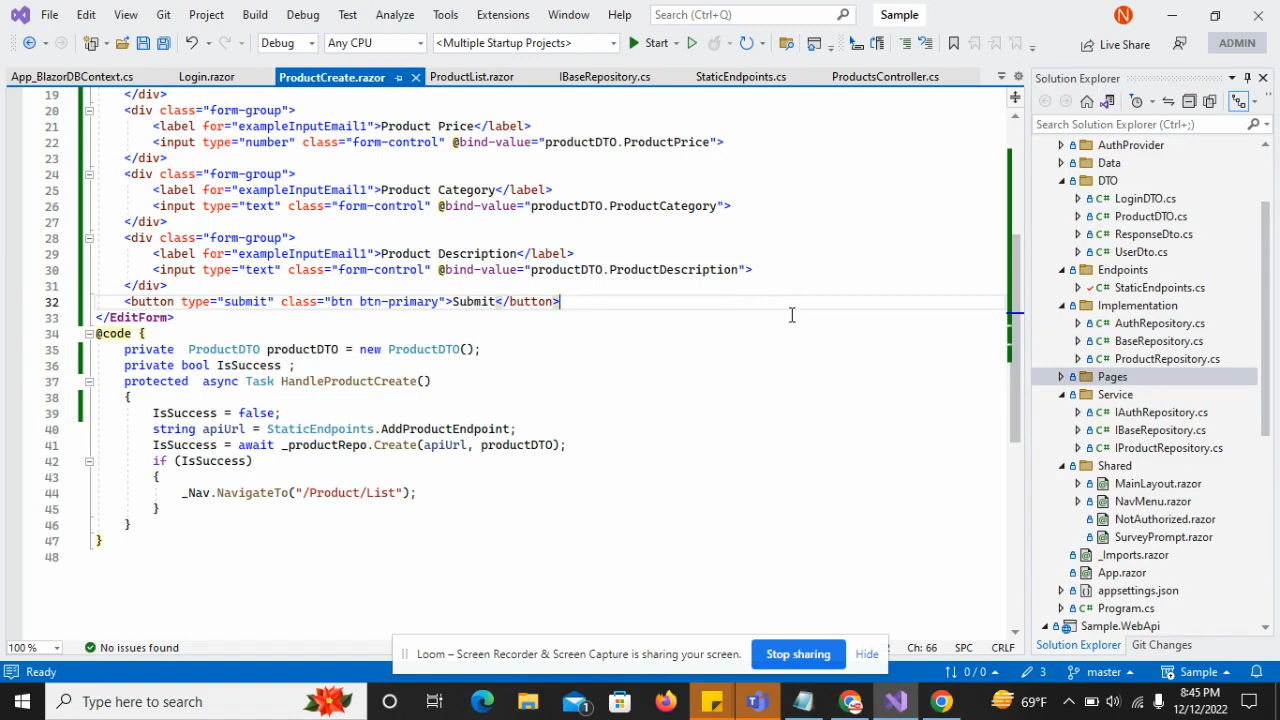 File Edit View Git Project Build Debug Test Analyze Tools Extensions Window Help Search (Ctrl+Q) Sample N
Debug Any CPU <Multiple Startup Projects> Start Live Share ADMIN
App_BlazorDBContext.cs Login.razor ProductCreate.razor ProductList.razor IBaseRepository.cs StaticEndpoints.cs ProductsController.cs
19 </div>
20 <div class="form-group">
21 <label for="exampleInputEmail1">Product Price</label>
22 <input type="number" class="form-control" @bind-value="productDTO.ProductPrice">
23 </div>
24 <div class="form-group">
25 <label for="exampleInputEmail1">Product Category</label>
26 <input type="text" class="form-control" @bind-value="productDTO.ProductCategory">
27 </div>
28 <div class="form-group">
29 <label for="exampleInputEmail1">Product Description</label>
30 <input type="text" class="form-control" @bind-value="productDTO.ProductDescription">
31 </div>
32 <button type="submit" class="btn btn-primary">Submit</button>
33 </EditForm>
34 @code {
35 private  ProductDTO productDTO = new ProductDTO();
36 private bool IsSuccess ;
37 protected  async Task HandleProductCreate()
38 {
39 IsSuccess = false;
40 string apiUrl = StaticEndpoints.AddProductEndpoint;
41 IsSuccess = await _productRepo.Create(apiUrl, productDTO);
42 if (IsSuccess)
43 {
44 _Nav.NavigateTo("/Product/List");
45 }
46 }
47 }
48
Solution Explorer
Search Solution Explorer (Ctrl+;)
AuthProvider
Data
DTO
C# LoginDTO.cs
C# ProductDTO.cs
C# ResponseDto.cs
C# UserDto.cs
Endpoints
C# StaticEndpoints.cs
Implementation
C# AuthRepository.cs
C# BaseRepository.cs
C# ProductRepository.cs
Pages
Service
C# IAuthRepository.cs
C# IBaseRepository.cs
C# IProductRepository.cs
Shared
MainLayout.razor
NavMenu.razor
NotAuthorized.razor
SurveyPrompt.razor
_Imports.razor
App.razor
appsettings.json
C# Program.cs
Sample.WebApi
Solution Explorer Git Changes
100 % No issues found Ch: 66 SPC CRLF
Loom – Screen Recorder & Screen Capture is sharing your screen. Stop sharing Hide
Ready 0 / 0 3 master Sample
Type here to search 1 69°F 8:45 PM
12/12/2022